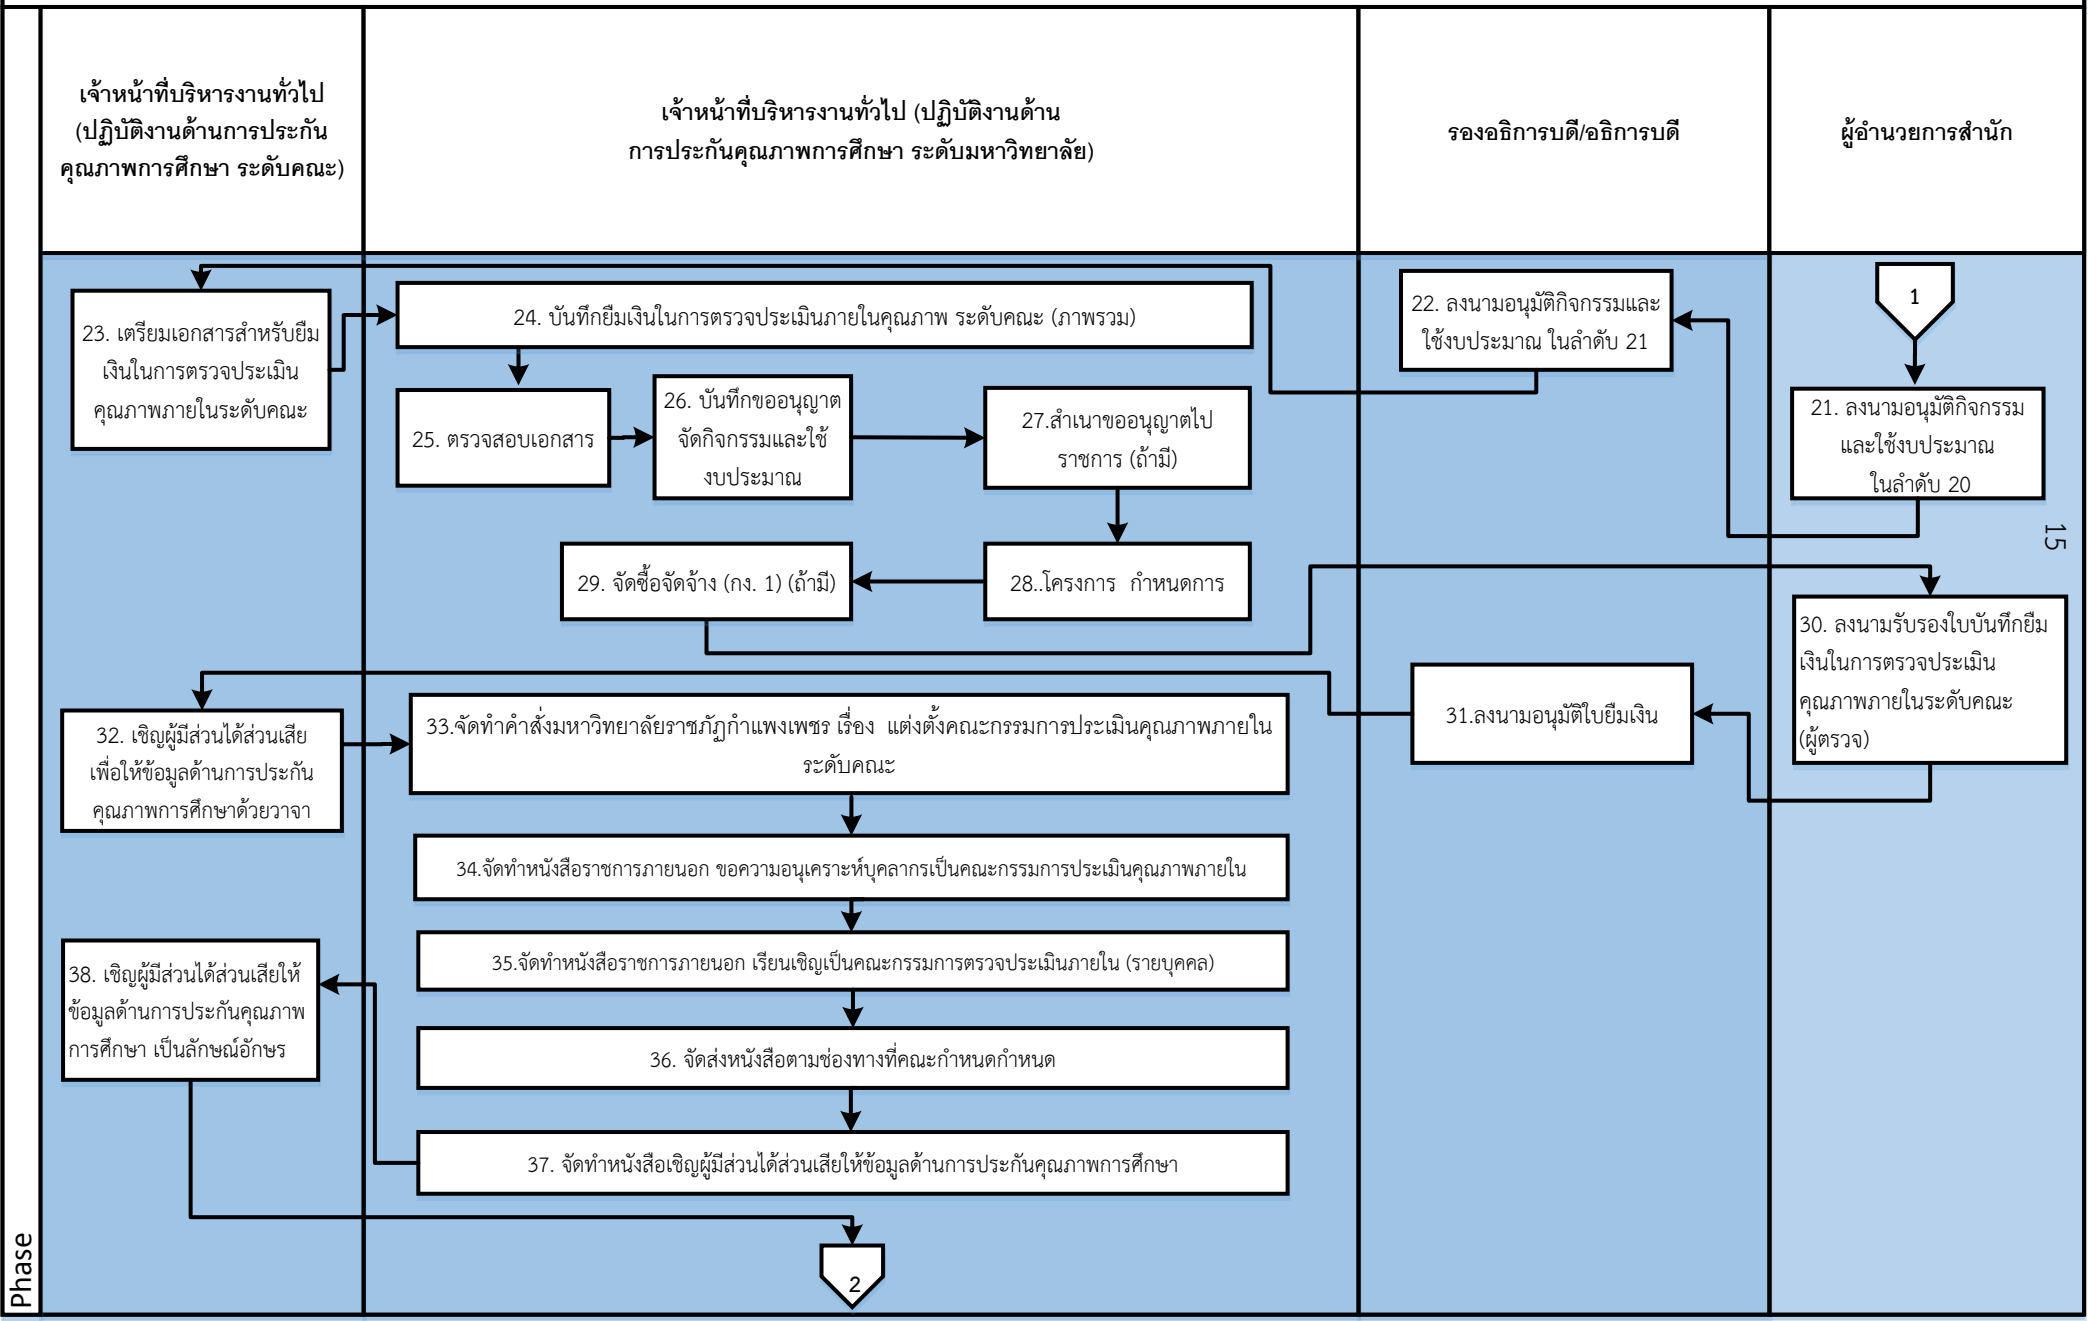 เจ้าหน้าที่บริหารงานทั่วไป
(ปฏิบัติงานด้านการประกัน
คุณภาพการศึกษา ระดับคณะ)
เจ้าหน้าที่บริหารงานทั่วไป (ปฏิบัติงานด้าน
การประกันคุณภาพการศึกษา ระดับมหาวิทยาลัย)
รองอธิการบดี/อธิการบดี
ผู้อำนวยการสำนัก
1
21. ลงนามอนุมัติกิจกรรม
และใช้งบประมาณ
ในลำดับ 20
22. ลงนามอนุมัติกิจกรรมและ
ใช้งบประมาณ ในลำดับ 21
23. เตรียมเอกสารสำหรับยืม
เงินในการตรวจประเมิน
คุณภาพภายในระดับคณะ
24. บันทึกยืมเงินในการตรวจประเมินภายในคุณภาพ ระดับคณะ (ภาพรวม)
25. ตรวจสอบเอกสาร
26. บันทึกขออนุญาต
จัดกิจกรรมและใช้
งบประมาณ
27.สำเนาขออนุญาตไป
ราชการ (ถ้ามี)
28..โครงการ  กำหนดการ
29. จัดซื้อจัดจ้าง (กง. 1) (ถ้ามี)
15
30. ลงนามรับรองใบบันทึกยืม
เงินในการตรวจประเมิน
คุณภาพภายในระดับคณะ
(ผู้ตรวจ)
31.ลงนามอนุมัติใบยืมเงิน
32. เชิญผู้มีส่วนได้ส่วนเสีย
เพื่อให้ข้อมูลด้านการประกัน
คุณภาพการศึกษาด้วยวาจา
33.จัดทำคำสั่งมหาวิทยาลัยราชภัฏกำแพงเพชร เรื่อง  แต่งตั้งคณะกรรมการประเมินคุณภาพภายใน
ระดับคณะ
34.จัดทำหนังสือราชการภายนอก ขอความอนุเคราะห์บุคลากรเป็นคณะกรรมการประเมินคุณภาพภายใน
35.จัดทำหนังสือราชการภายนอก เรียนเชิญเป็นคณะกรรมการตรวจประเมินภายใน (รายบุคคล)
36. จัดส่งหนังสือตามช่องทางที่คณะกำหนดกำหนด
37. จัดทำหนังสือเชิญผู้มีส่วนได้ส่วนเสียให้ข้อมูลด้านการประกันคุณภาพการศึกษา
38. เชิญผู้มีส่วนได้ส่วนเสียให้
ข้อมูลด้านการประกันคุณภาพ
การศึกษา เป็นลักษณ์อักษร
2
Phase